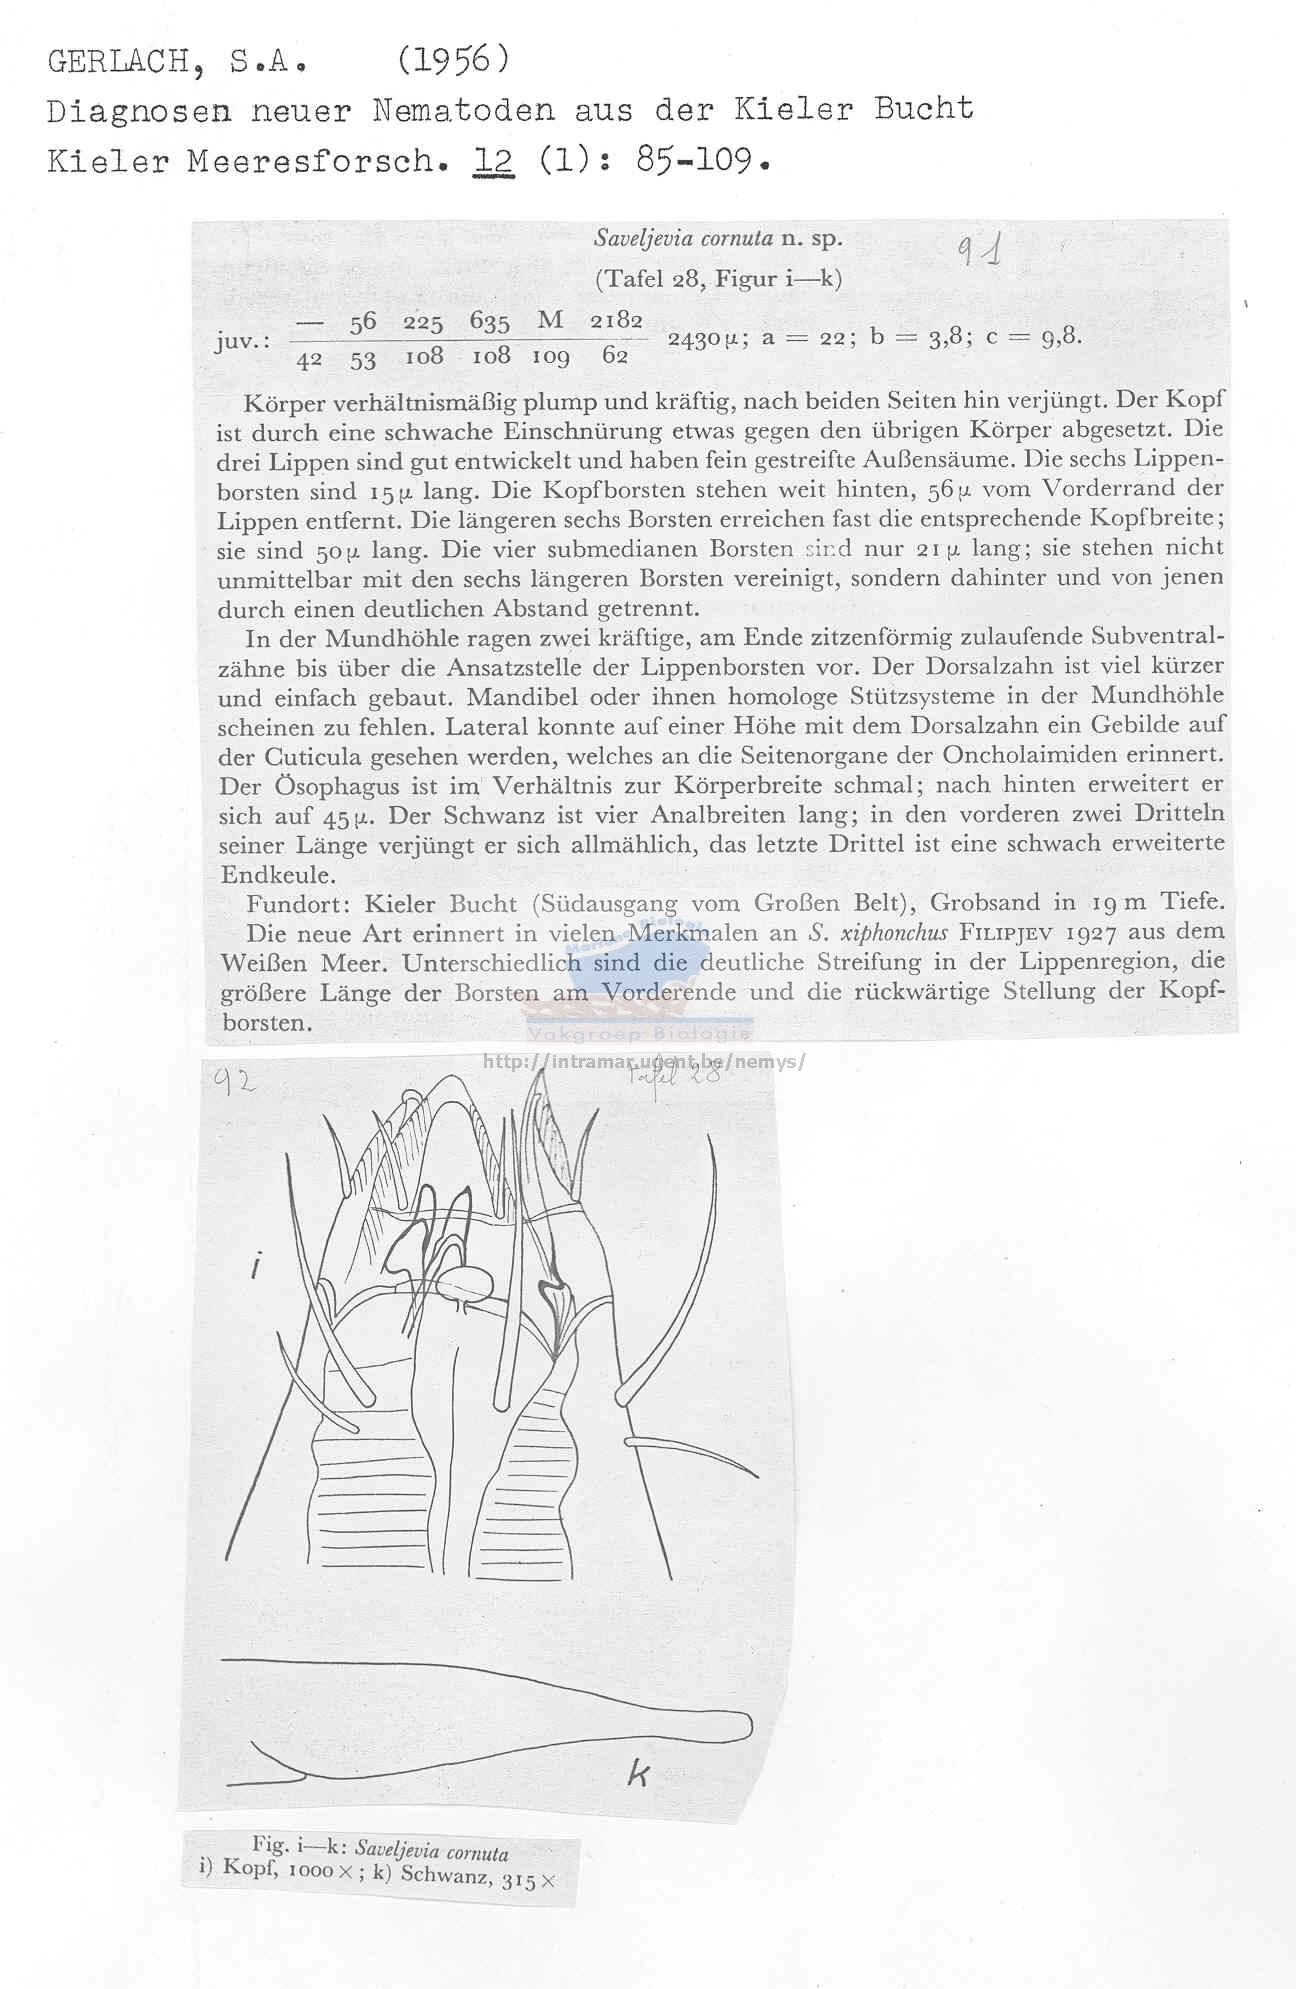 GERLACH, S.A. (1956)
Diagnosen neuer Nematoden aus der Kieler Bucht
Kieler Meeresforsch. 12 (1): 85-109.
Saveljevia cornuta n. sp.
91
(Tafel 28, Figur i—k)
— 56 225 635 M 2182
juv.: 2430 µ; a = 22; b = 3,8; c = 9,8.
42 53 108 108 109 62
Körper verhältnismäßig plump und kräftig, nach beiden Seiten hin verjüngt. Der Kopf
ist durch eine schwache Einschnürung etwas gegen den übrigen Körper abgesetzt. Die
drei Lippen sind gut entwickelt und haben fein gestreifte Außensäume. Die sechs Lippen-
borsten sind 15 µ lang. Die Kopfborsten stehen weit hinten, 56 µ vom Vorderrand der
Lippen entfernt. Die längeren sechs Borsten erreichen fast die entsprechende Kopfbreite;
sie sind 50 µ lang. Die vier submedianen Borsten sind nur 21 µ lang; sie stehen nicht
unmittelbar mit den sechs längeren Borsten vereinigt, sondern dahinter und von jenen
durch einen deutlichen Abstand getrennt.
In der Mundhöhle ragen zwei kräftige, am Ende zitzenförmig zulaufende Subventral-
zähne bis über die Ansatzstelle der Lippenborsten vor. Der Dorsalzahn ist viel kürzer
und einfach gebaut. Mandibel oder ihnen homologe Stützsysteme in der Mundhöhle
scheinen zu fehlen. Lateral konnte auf einer Höhe mit dem Dorsalzahn ein Gebilde auf
der Cuticula gesehen werden, welches an die Seitenorgane der Oncholaimiden erinnert.
Der Ösophagus ist im Verhältnis zur Körperbreite schmal; nach hinten erweitert er
sich auf 45 µ. Der Schwanz ist vier Analbreiten lang; in den vorderen zwei Dritteln
seiner Länge verjüngt er sich allmählich, das letzte Drittel ist eine schwach erweiterte
Endkeule.
Fundort: Kieler Bucht (Südausgang vom Großen Belt), Grobsand in 19 m Tiefe.
Die neue Art erinnert in vielen Merkmalen an S. xiphonchus FILIPJEV 1927 aus dem
Weißen Meer. Unterschiedlich sind die deutliche Streifung in der Lippenregion, die
größere Länge der Borsten am Vorderende und die rückwärtige Stellung der Kopf-
borsten.
Mariene Biologie
Vakgroep Biologie
http://intramar.ugent.be/nemys/
92
Tafel 28
i
k
Fig. i—k: Saveljevia cornuta
i) Kopf, 1000 ×; k) Schwanz, 315 ×